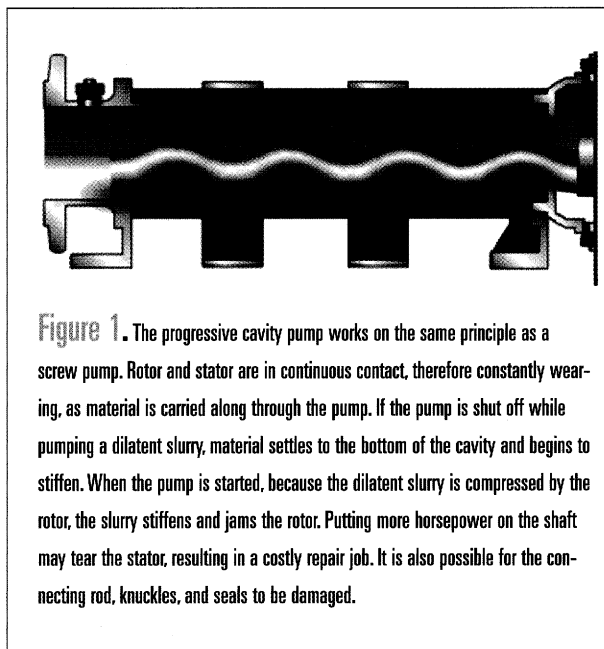 Figure 1. The progressive cavity pump works on the same principle as a
screw pump. Rotor and stator are in continuous contact, therefore constantly wear-
ing, as material is carried along through the pump. If the pump is shut off while
pumping a dilatent slurry, material settles to the bottom of the cavity and begins to
stiffen. When the pump is started, because the dilatent slurry is compressed by the
rotor, the slurry stiffens and jams the rotor. Putting more horsepower on the shaft
may tear the stator, resulting in a costly repair job. It is also possible for the con-
necting rod, knuckles, and seals to be damaged.